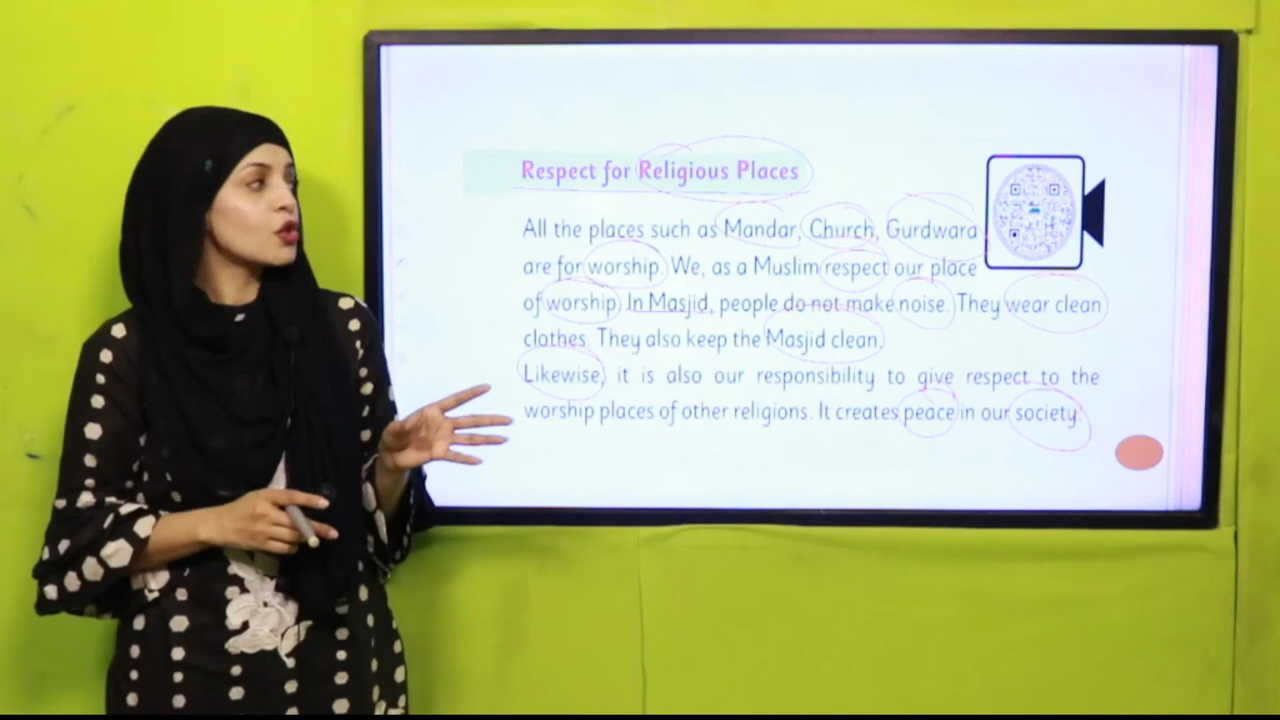 Respect for Religious Places
All the places such as Mandar, Church, Gurdwara
are for worship. We, as a Muslim respect our place
of worship. In Masjid, people do not make noise. They wear clean
clothes. They also keep the Masjid clean.
Likewise, it is also our responsibility to give respect to the
worship places of other religions. It creates peace in our society.